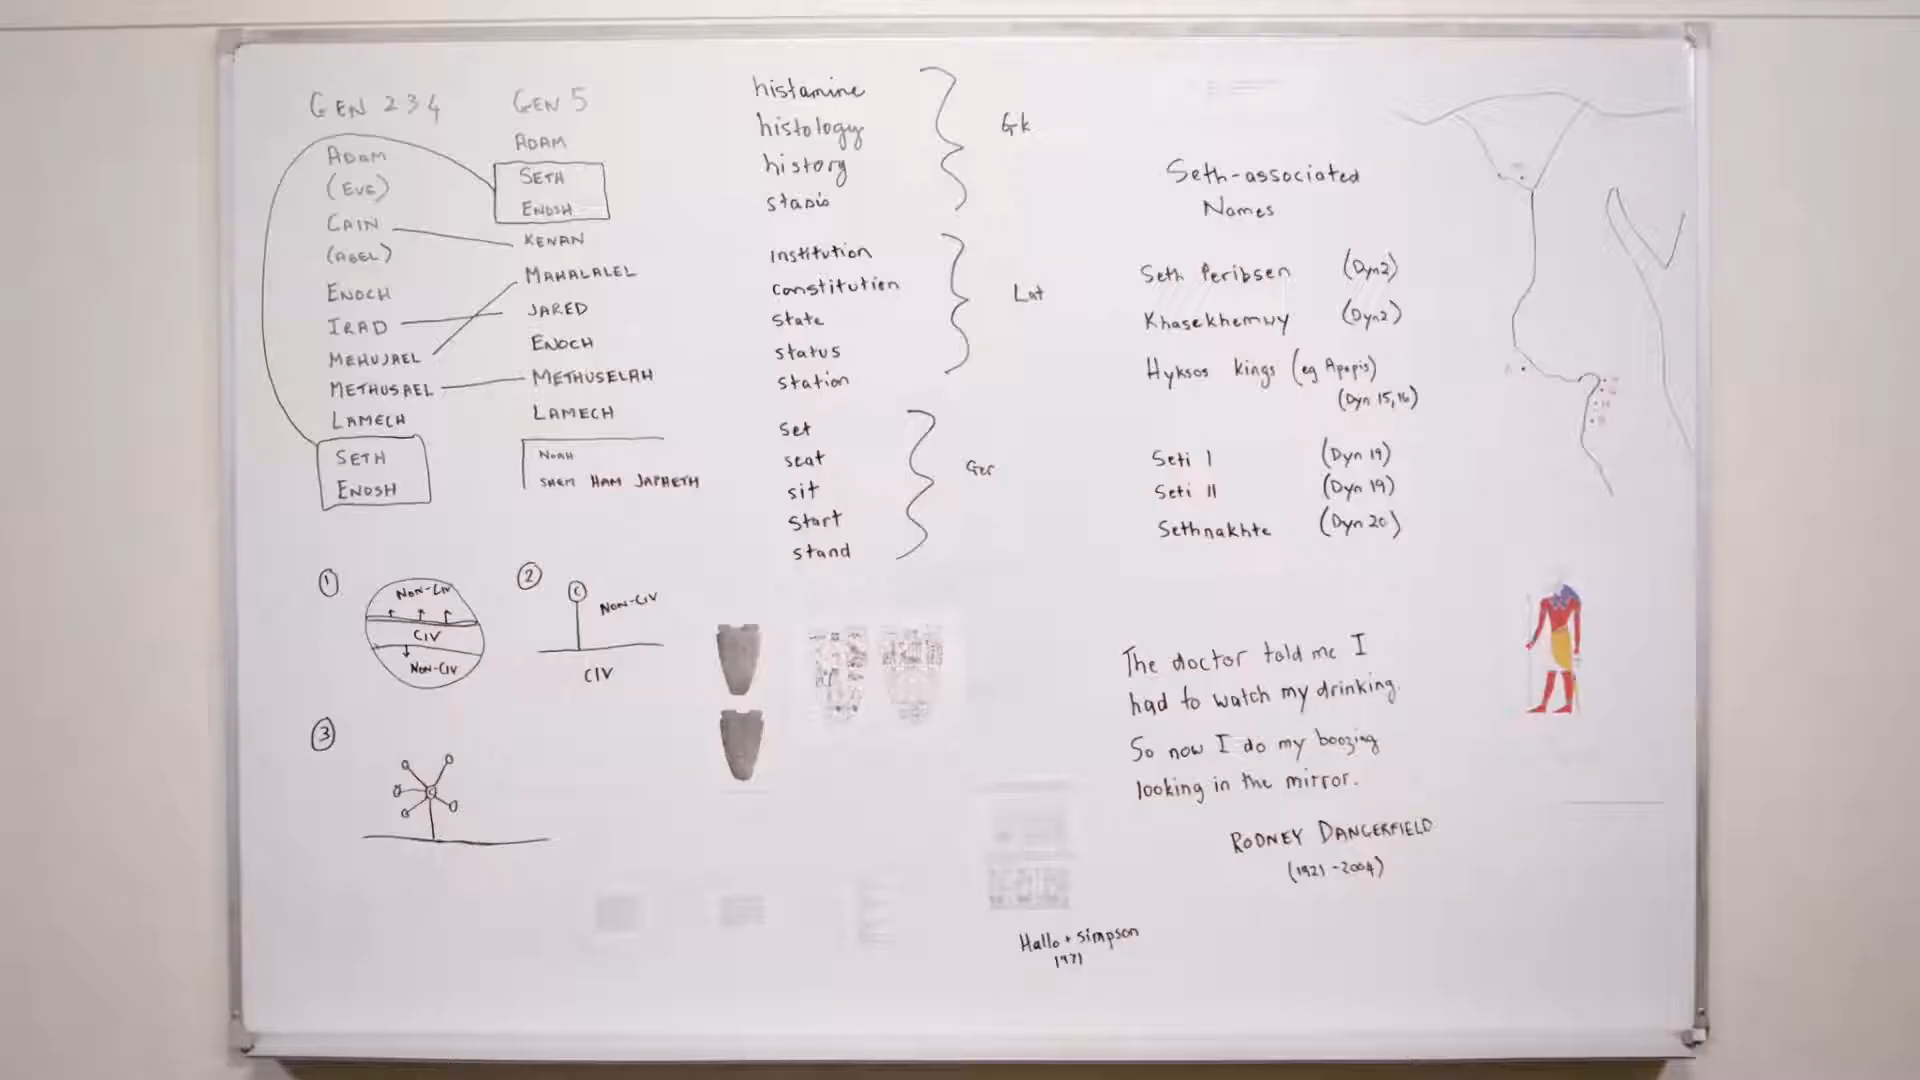 GEN 2 3 4
ADAM
(EVE)
CAIN
(ABEL)
ENOCH
IRAD
MEHUJAEL
METHUSAEL
LAMECH
SETH
ENOSH
GEN 5
ADAM
SETH
ENOSH
KENAN
MAHALALEL
JARED
ENOCH
METHUSELAH
LAMECH
NOAH
SHEM HAM JAPHETH
histamine
histology
history
stasis
Gk
institution
constitution
state
status
station
Lat
set
seat
sit
start
stand
Ger
Seth-associated
Names
Seth Peribsen (Dyn2)
Khasekhemwy (Dyn2)
Hyksos kings (eg Apopis)
(Dyn 15,16)
Seti I (Dyn 19)
Seti II (Dyn 19)
Sethnakhte (Dyn 20)
①
NON-CIV
CIV
NON-CIV
②
C
NON-CIV
CIV
③
C
The doctor told me I
had to watch my drinking.
So now I do my boozing
looking in the mirror.
RODNEY DANGERFIELD
(1921-2004)
Hallo + Simpson
1971